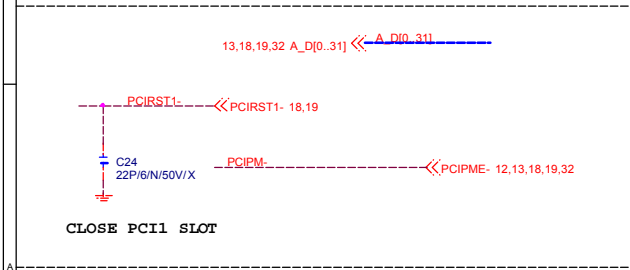 13,18,19,32 A_D[0..31] A_D[0..31]
PCIRST1- PCIRST1- 18,19
C24
22P/6/N/50V/X
PCIPM- PCIPME- 12,13,18,19,32
CLOSE PCI1 SLOT
A